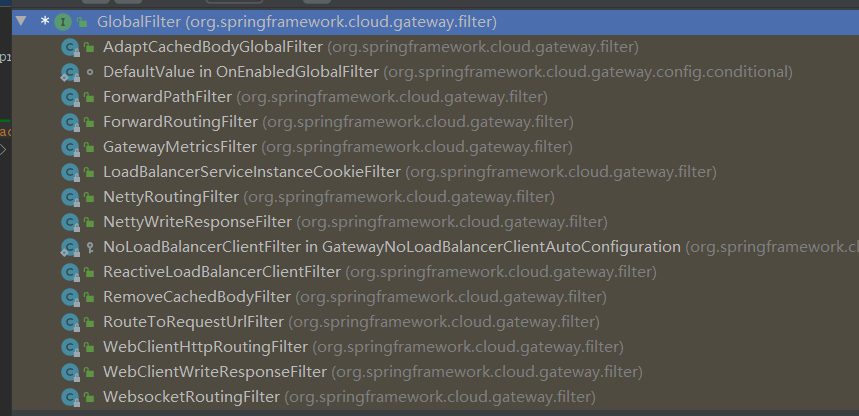 GlobalFilter (org.springframework.cloud.gateway.filter)
AdaptCachedBodyGlobalFilter (org.springframework.cloud.gateway.filter)
DefaultValue in OnEnabledGlobalFilter (org.springframework.cloud.gateway.config.conditional)
ForwardPathFilter (org.springframework.cloud.gateway.filter)
ForwardRoutingFilter (org.springframework.cloud.gateway.filter)
GatewayMetricsFilter (org.springframework.cloud.gateway.filter)
LoadBalancerServiceInstanceCookieFilter (org.springframework.cloud.gateway.filter)
NettyRoutingFilter (org.springframework.cloud.gateway.filter)
NettyWriteResponseFilter (org.springframework.cloud.gateway.filter)
NoLoadBalancerClientFilter in GatewayNoLoadBalancerClientAutoConfiguration (org.springframework.c
ReactiveLoadBalancerClientFilter (org.springframework.cloud.gateway.filter)
RemoveCachedBodyFilter (org.springframework.cloud.gateway.filter)
RouteToRequestUrlFilter (org.springframework.cloud.gateway.filter)
WebClientHttpRoutingFilter (org.springframework.cloud.gateway.filter)
WebClientWriteResponseFilter (org.springframework.cloud.gateway.filter)
WebsocketRoutingFilter (org.springframework.cloud.gateway.filter)